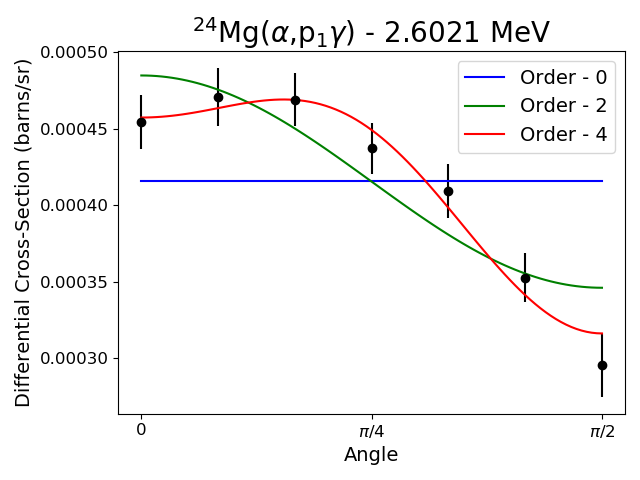 ²⁴Mg(α,p₁γ) - 2.6021 MeV
Differential Cross-Section (barns/sr)
0.00050
0.00045
0.00040
0.00035
0.00030
Order - 0
Order - 2
Order - 4
0
π/4
π/2
Angle